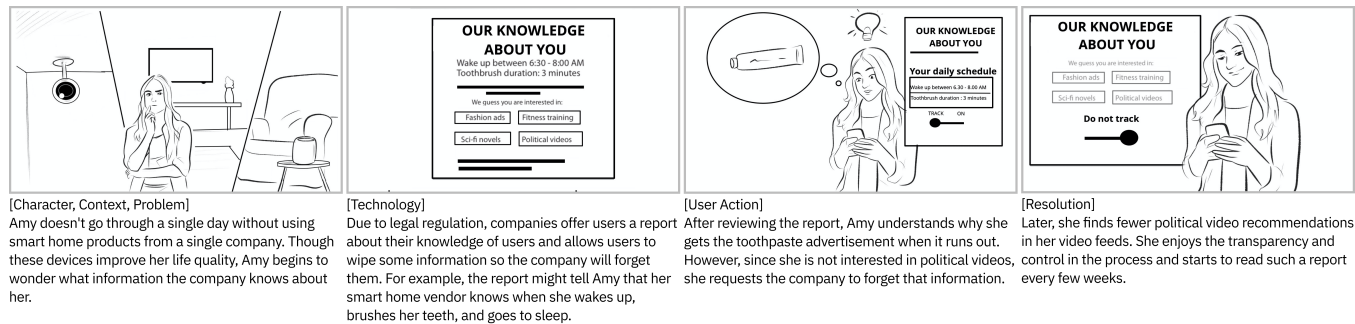 OUR KNOWLEDGE
ABOUT YOU
Wake up between 6:30 - 8:00 AM
Toothbrush duration: 3 minutes
We guess you are interested in:
Fashion ads
Fitness training
Sci-fi novels
Political videos
OUR KNOWLEDGE
ABOUT YOU
Your daily schedule
Wake up between 6.30 - 8.00 AM
Toothbrush duration : 3 minutes
TRACK ON
OUR KNOWLEDGE
ABOUT YOU
We guess you are interested in:
Fashion ads
Fitness training
Sci-fi novels
Political videos
Do not track
[Character, Context, Problem]
Amy doesn't go through a single day without using
smart home products from a single company. Though
these devices improve her life quality, Amy begins to
wonder what information the company knows about
her.
[Technology]
Due to legal regulation, companies offer users a report
about their knowledge of users and allows users to
wipe some information so the company will forget
them. For example, the report might tell Amy that her
smart home vendor knows when she wakes up,
brushes her teeth, and goes to sleep.
[User Action]
After reviewing the report, Amy understands why she
gets the toothpaste advertisement when it runs out.
However, since she is not interested in political videos,
she requests the company to forget that information.
[Resolution]
Later, she finds fewer political video recommendations
in her video feeds. She enjoys the transparency and
control in the process and starts to read such a report
every few weeks.